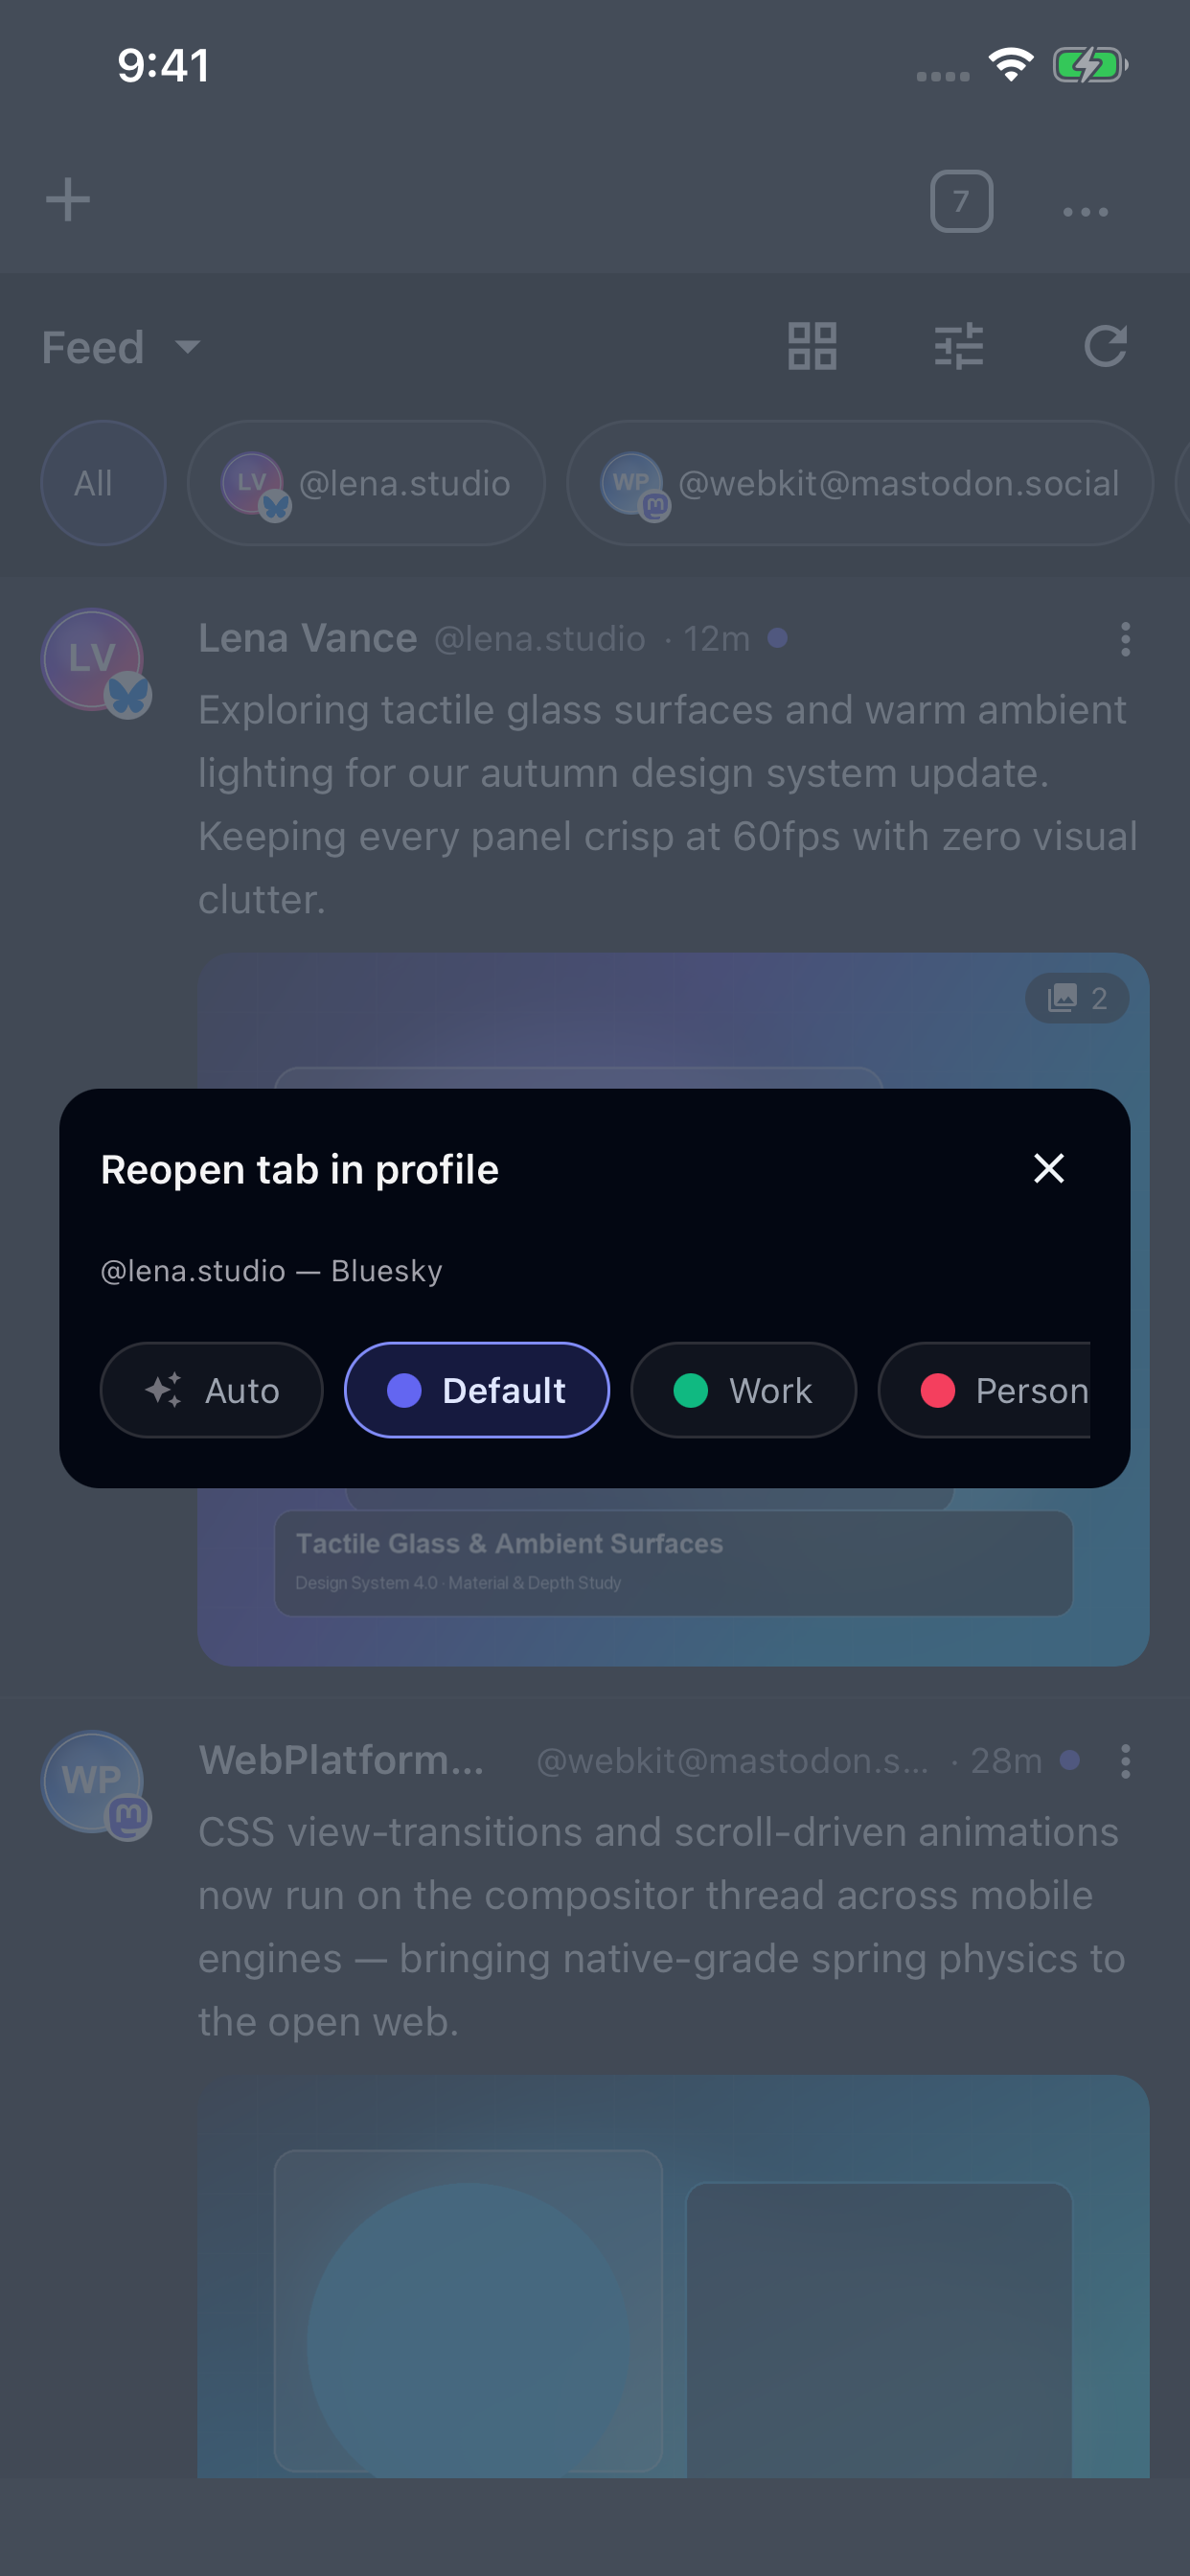 9:41
7
Feed
All
LV
@lena.studio
WP
@webkit@mastodon.social
LV
Lena Vance @lena.studio · 12m
Exploring tactile glass surfaces and warm ambient
lighting for our autumn design system update.
Keeping every panel crisp at 60fps with zero visual
clutter.
2
Reopen tab in profile
@lena.studio — Bluesky
Auto
Default
Work
Person
Tactile Glass & Ambient Surfaces
Design System 4.0 · Material & Depth Study
WP
WebPlatform... @webkit@mastodon.s... · 28m
CSS view-transitions and scroll-driven animations
now run on the compositor thread across mobile
engines — bringing native-grade spring physics to
the open web.